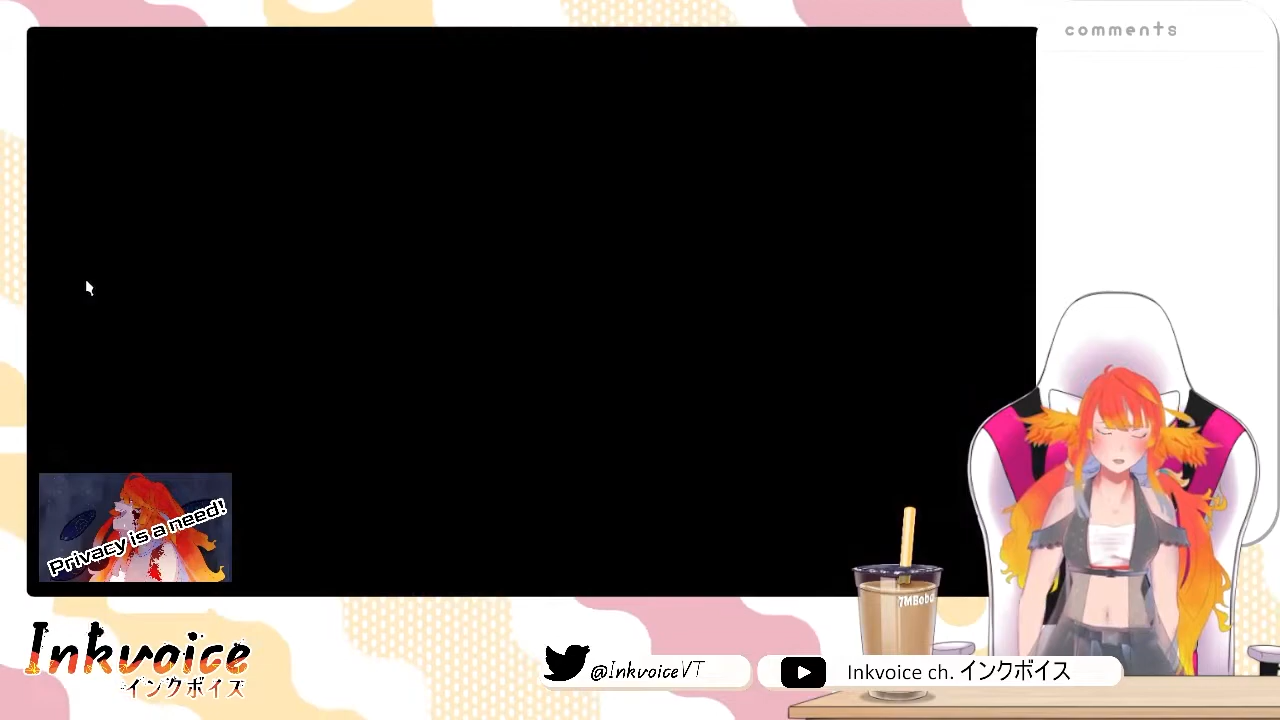 comments
Privacy is a need!
7MBoba
Inkvoice
インクボイス
@InkvoiceVT
Inkvoice ch. インクボイス